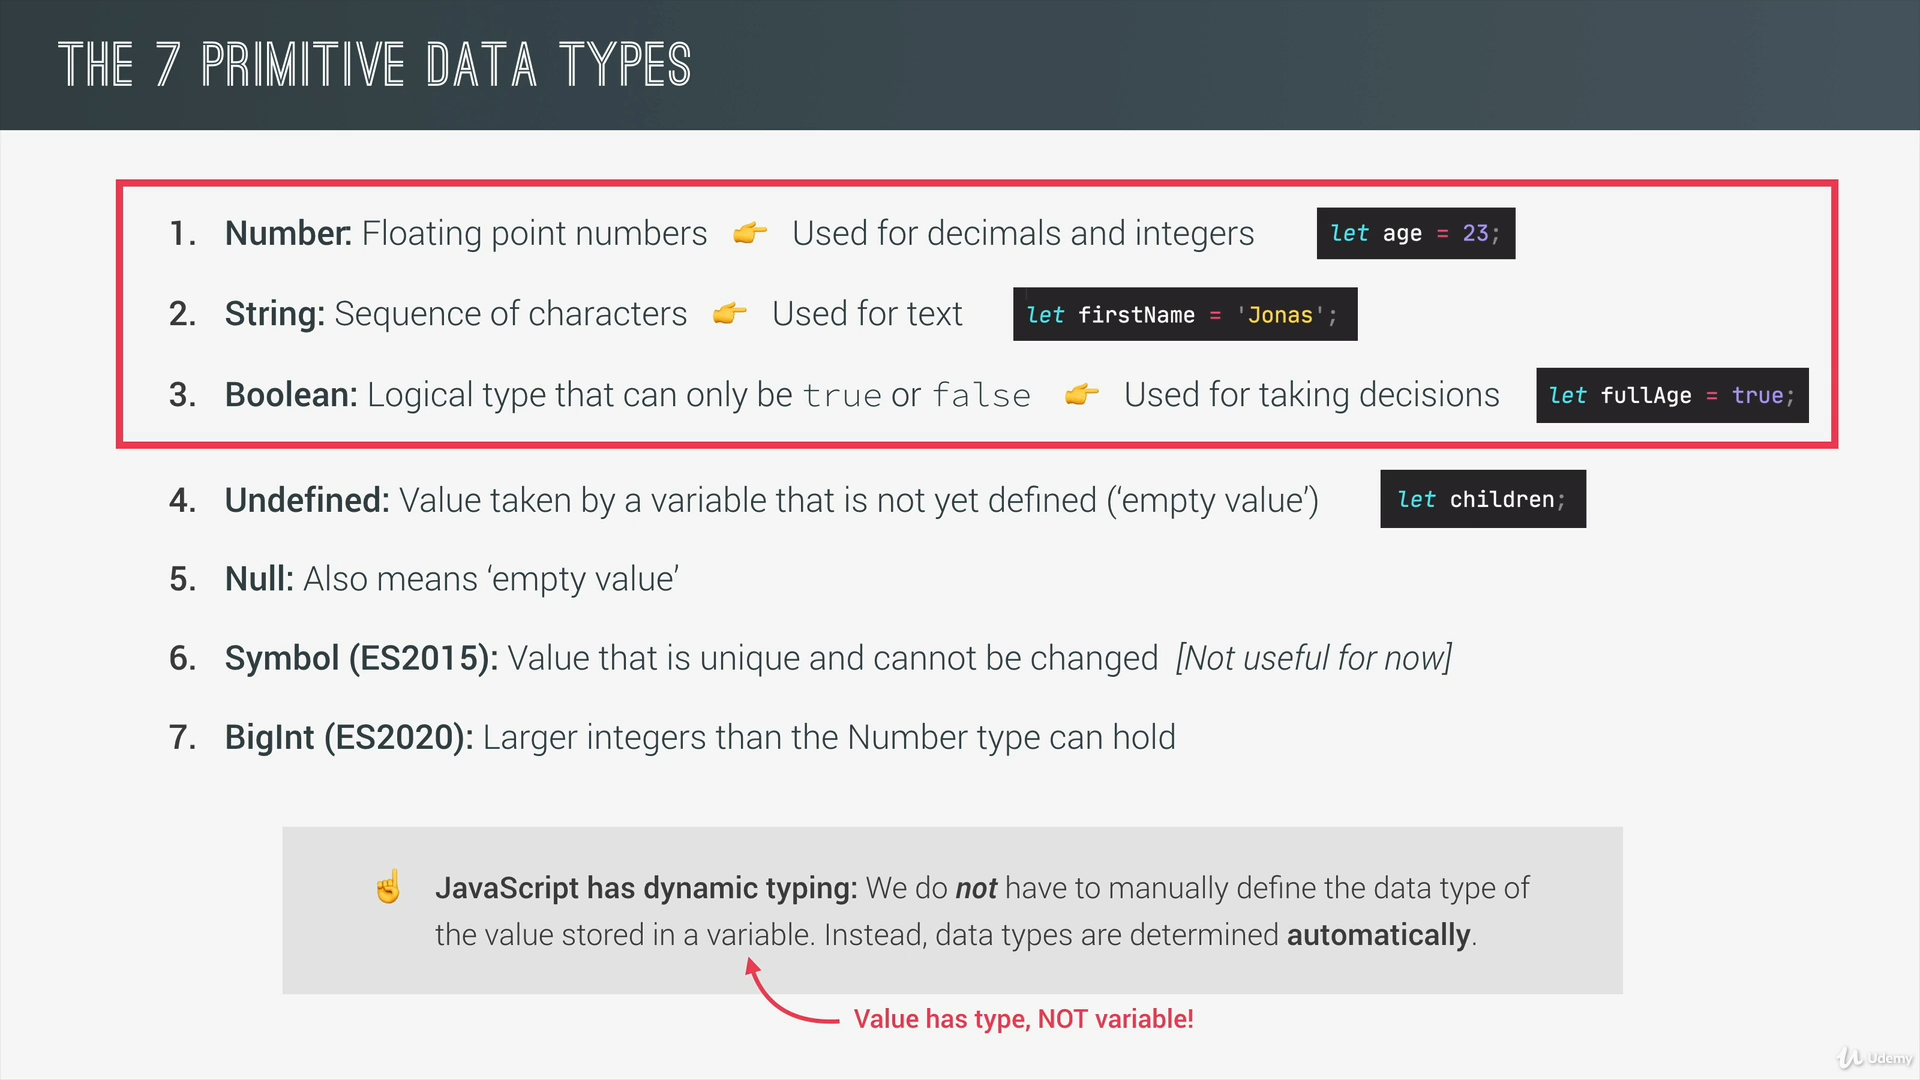 THE 7 PRIMITIVE DATA TYPES
1. Number: Floating point numbers 👉 Used for decimals and integers let age = 23;
2. String: Sequence of characters 👉 Used for text let firstName = 'Jonas';
3. Boolean: Logical type that can only be true or false 👉 Used for taking decisions let fullAge = true;
4. Undefined: Value taken by a variable that is not yet defined (‘empty value’) let children;
5. Null: Also means ‘empty value’
6. Symbol (ES2015): Value that is unique and cannot be changed [Not useful for now]
7. BigInt (ES2020): Larger integers than the Number type can hold
☝ JavaScript has dynamic typing: We do not have to manually define the data type of
the value stored in a variable. Instead, data types are determined automatically.
Value has type, NOT variable!
Udemy